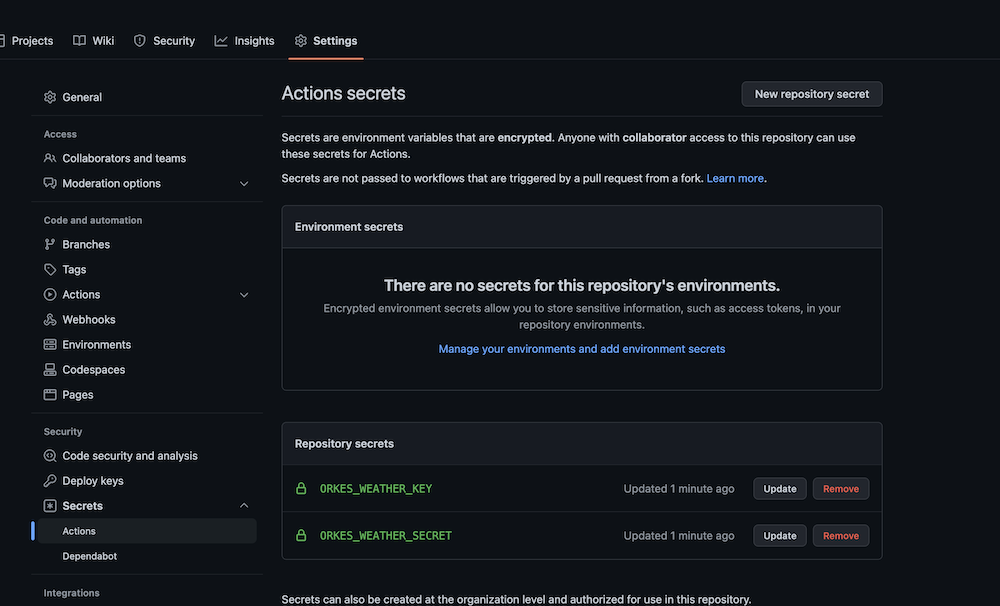 Projects Wiki Security Insights Settings
General
Access
Collaborators and teams
Moderation options
Code and automation
Branches
Tags
Actions
Webhooks
Environments
Codespaces
Pages
Security
Code security and analysis
Deploy keys
Secrets
Actions
Dependabot
Integrations
Actions secrets
New repository secret
Secrets are environment variables that are encrypted. Anyone with collaborator access to this repository can use
these secrets for Actions.
Secrets are not passed to workflows that are triggered by a pull request from a fork. Learn more.
Environment secrets
There are no secrets for this repository's environments.
Encrypted environment secrets allow you to store sensitive information, such as access tokens, in your
repository environments.
Manage your environments and add environment secrets
Repository secrets
ORKES_WEATHER_KEY Updated 1 minute ago Update Remove
ORKES_WEATHER_SECRET Updated 1 minute ago Update Remove
Secrets can also be created at the organization level and authorized for use in this repository.